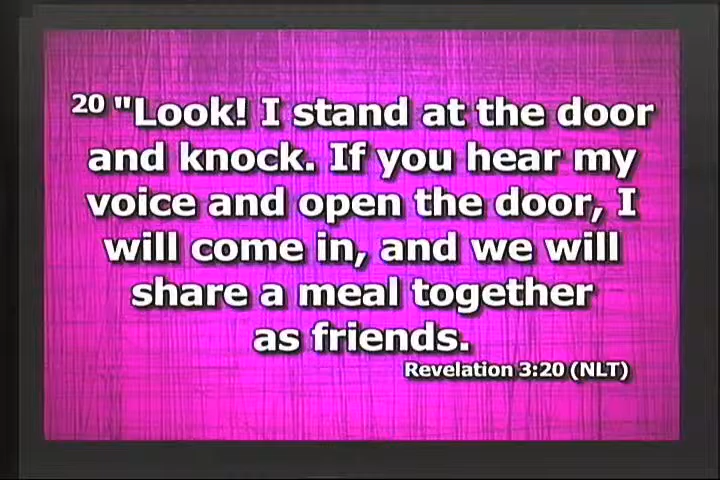 20 "Look! I stand at the door
and knock. If you hear my
voice and open the door, I
will come in, and we will
share a meal together
as friends.
Revelation 3:20 (NLT)